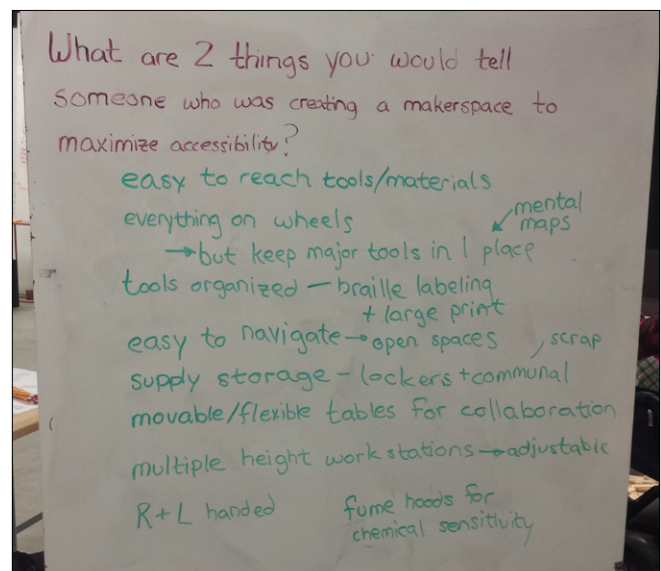 What are 2 things you would tell
someone who was creating a makerspace to
maximize accessibility?
easy to reach tools/materials
everything on wheels
mental
maps
→but keep major tools in 1 place
tools organized — braille labeling
+ large print
easy to navigate→open spaces
, scrap
supply storage - lockers + communal
movable/flexible tables for collaboration
multiple height work stations →adjustable
R+L handed
fume hoods for
chemical sensitivity